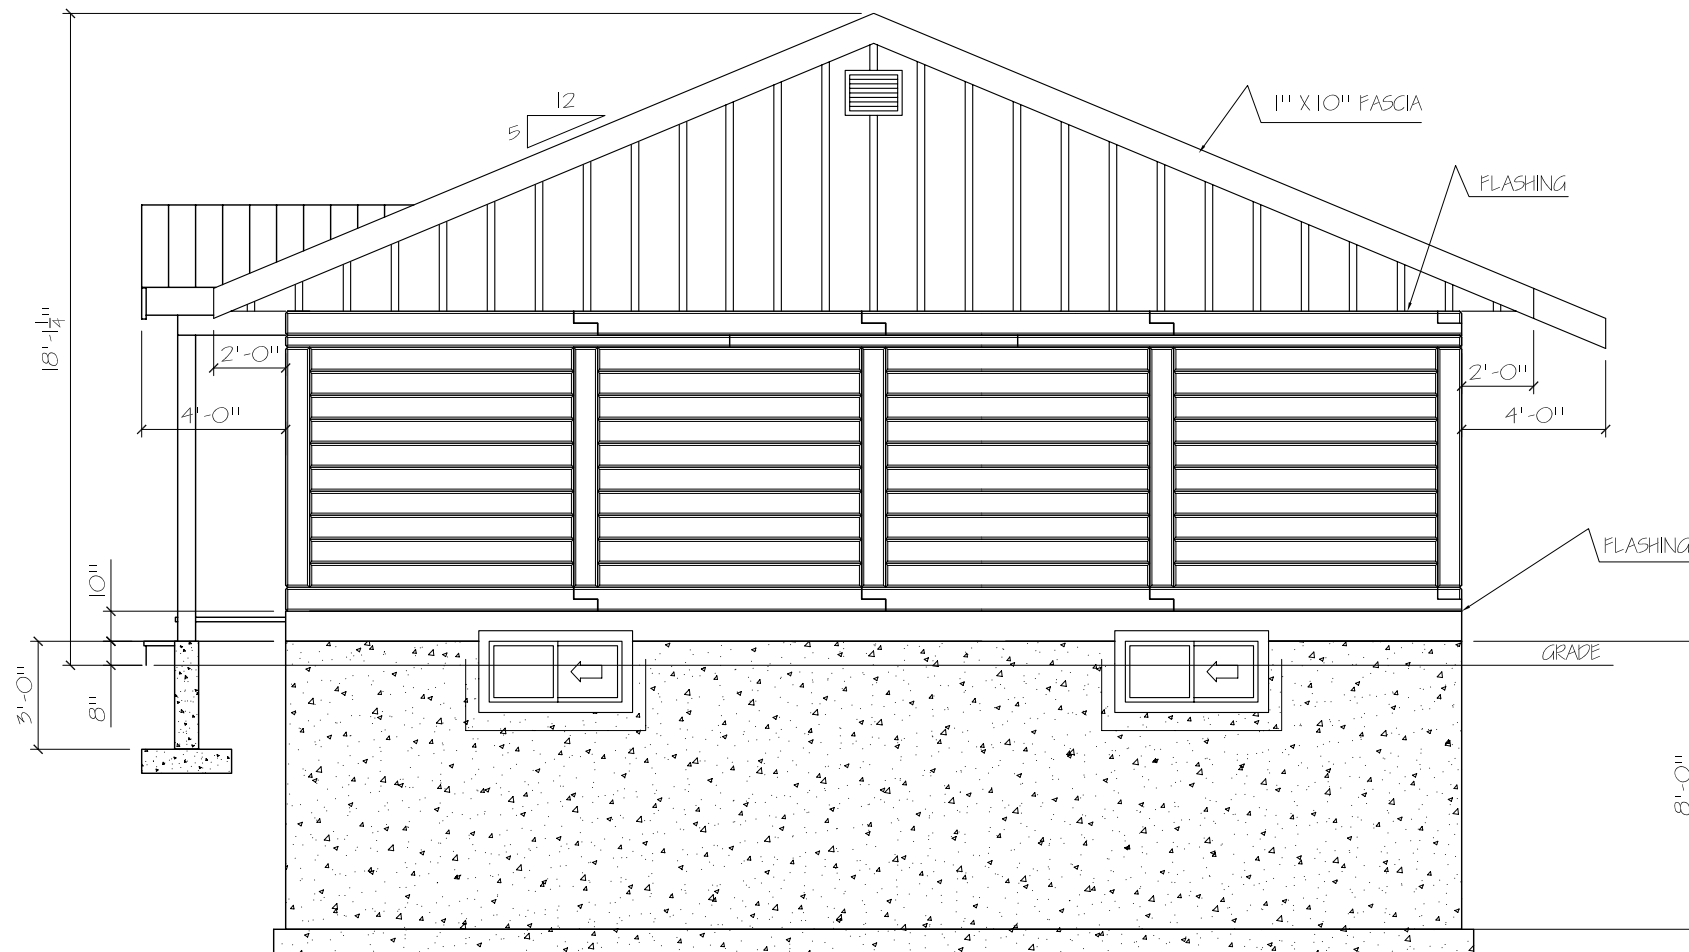 12
5
1" X 10" FASCIA
FLASHING
18'-1 1/4"
2'-0"
4'-0"
2'-0"
4'-0"
FLASHING
10"
GRADE
3'-0"
8"
8'-0"